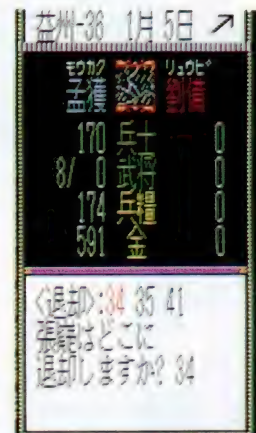 益州-36 1月 5日 ↗
モウカク リュウビ
孟獲 劉備
170 兵士 0
8/ 0 武将 0
174 兵糧 0
591 金 0
<退却>:34 35 41
張嶷はどこに
退却しますか? 34